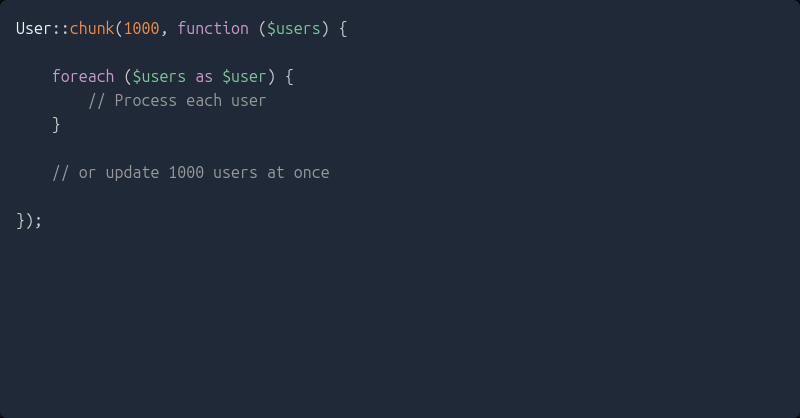 User::chunk(1000, function ($users) {
    foreach ($users as $user) {
        // Process each user
    }
    // or update 1000 users at once
});